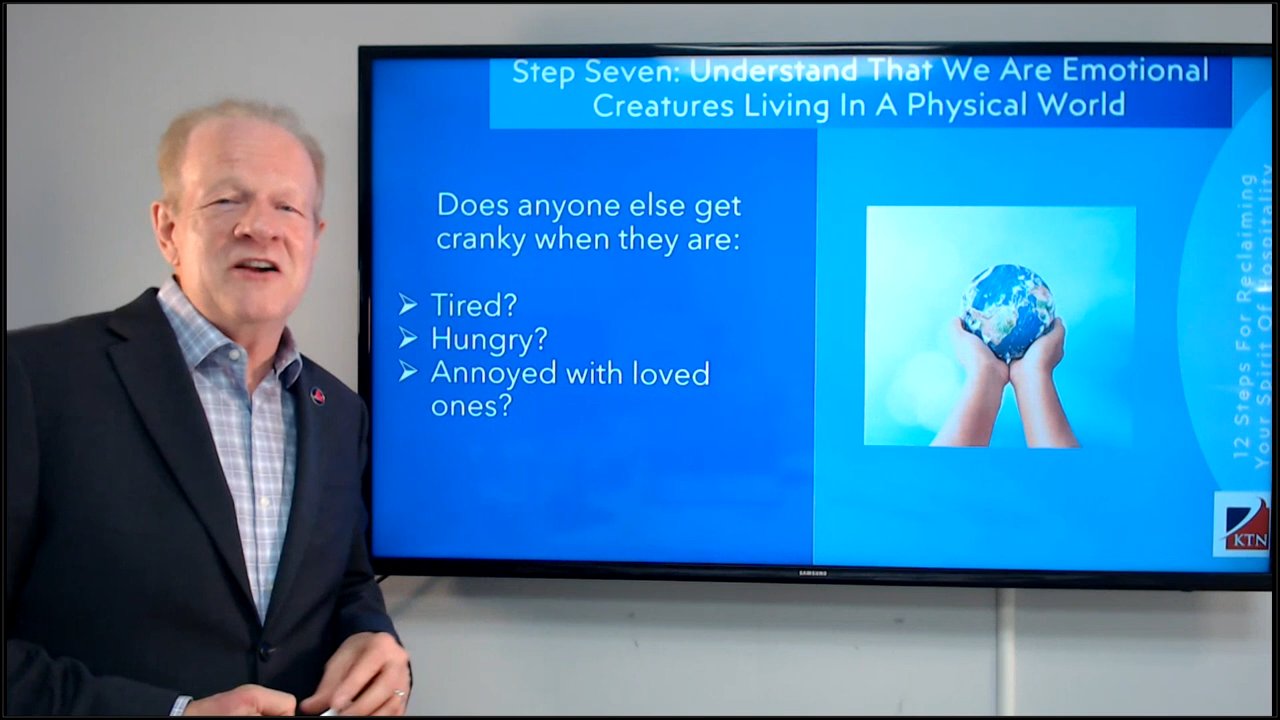 Step Seven: Understand That We Are Emotional
Creatures Living In A Physical World
Does anyone else get
cranky when they are:
➤ Tired?
➤ Hungry?
➤ Annoyed with loved
ones?
12 Steps For Reclaiming
Your Spirit Of Hospitality
KTN
SAMSUNG